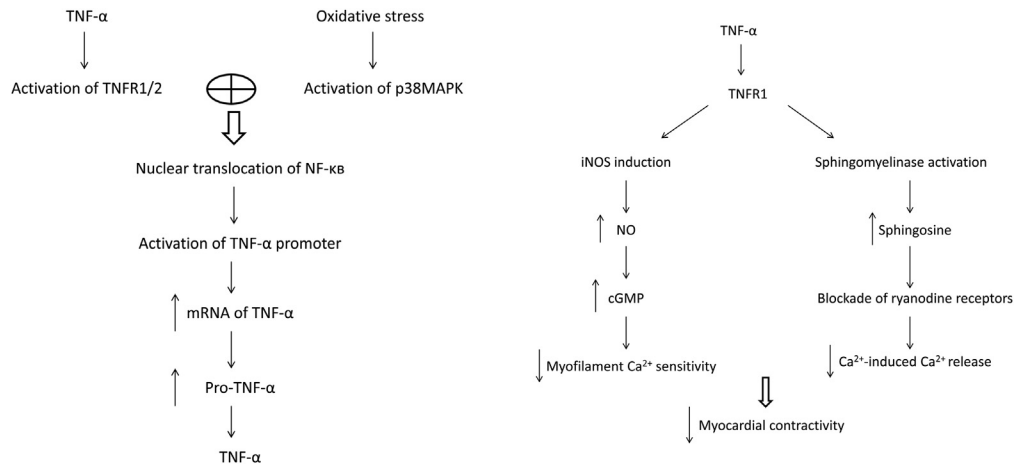 TNF-α
Oxidative stress
Activation of TNFR1/2
Activation of p38MAPK
Nuclear translocation of NF-κB
Activation of TNF-α promoter
mRNA of TNF-α
Pro-TNF-α
TNF-α
TNF-α
TNFR1
iNOS induction
Sphingomyelinase activation
NO
Sphingosine
cGMP
Blockade of ryanodine receptors
Myofilament Ca²⁺ sensitivity
Ca²⁺-induced Ca²⁺ release
Myocardial contractivity